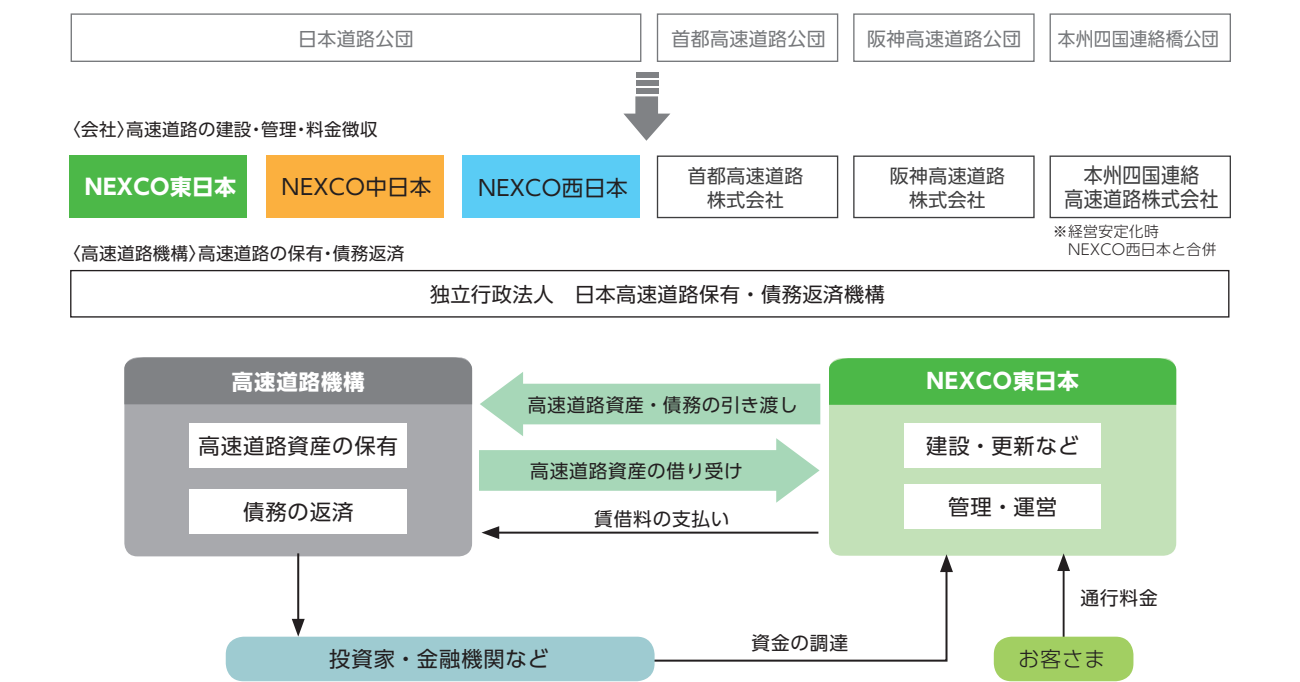 日本道路公団
首都高速道路公団
阪神高速道路公団
本州四国連絡橋公団
〈会社〉高速道路の建設・管理・料金徴収
NEXCO東日本
NEXCO中日本
NEXCO西日本
首都高速道路
株式会社
阪神高速道路
株式会社
本州四国連絡
高速道路株式会社
※経営安定化時
NEXCO西日本と合併
〈高速道路機構〉高速道路の保有・債務返済
独立行政法人　日本高速道路保有・債務返済機構
高速道路機構
高速道路資産の保有
債務の返済
高速道路資産・債務の引き渡し
高速道路資産の借り受け
賃借料の支払い
NEXCO東日本
建設・更新など
管理・運営
通行料金
資金の調達
投資家・金融機関など
お客さま